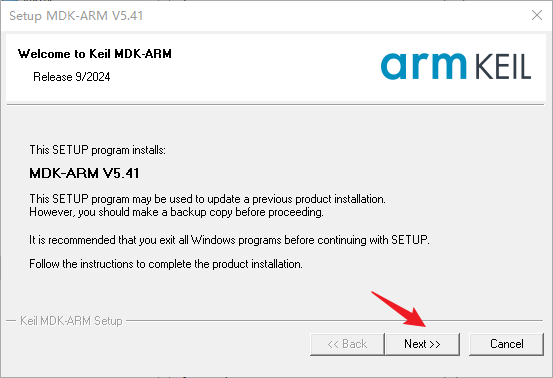 Setup MDK-ARM V5.41
Welcome to Keil MDK-ARM
Release 9/2024
arm KEIL
This SETUP program installs:
MDK-ARM V5.41
This SETUP program may be used to update a previous product installation.
However, you should make a backup copy before proceeding.
It is recommended that you exit all Windows programs before continuing with SETUP.
Follow the instructions to complete the product installation.
Keil MDK-ARM Setup
<< Back
Next >>
Cancel